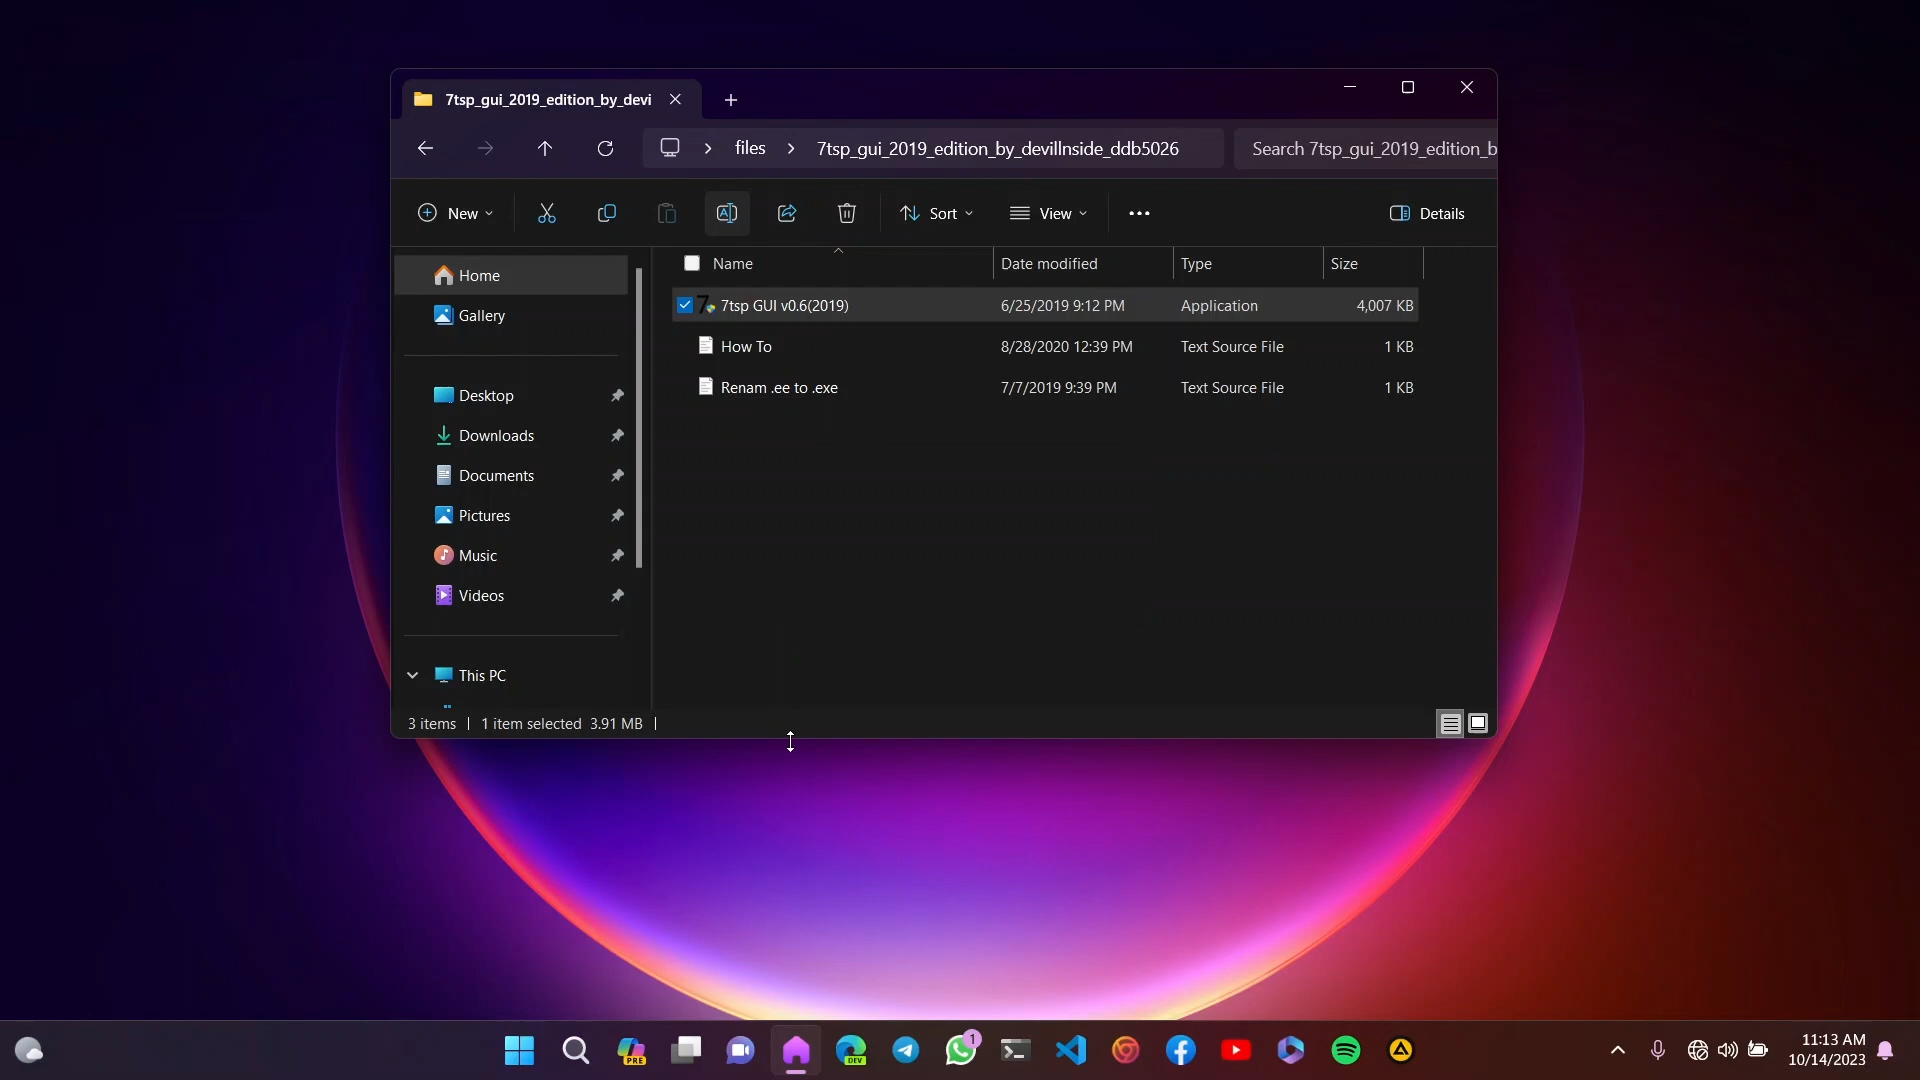 7tsp_gui_2019_edition_by_devi
files
7tsp_gui_2019_edition_by_devillnside_ddb5026
Search 7tsp_gui_2019_edition_b
New
Sort
View
Details
Name
Date modified
Type
Size
Home
Gallery
Desktop
Downloads
Documents
Pictures
Music
Videos
This PC
7tsp GUI v0.6(2019)
6/25/2019 9:12 PM
Application
4,007 KB
How To
8/28/2020 12:39 PM
Text Source File
1 KB
Renam .ee to .exe
7/7/2019 9:39 PM
Text Source File
1 KB
3 items
1 item selected 3.91 MB
PRE
DEV
1
11:13 AM
10/14/2023